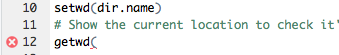 10 setwd(dir.name)
11 # Show the current location to check it'
12 getwd(